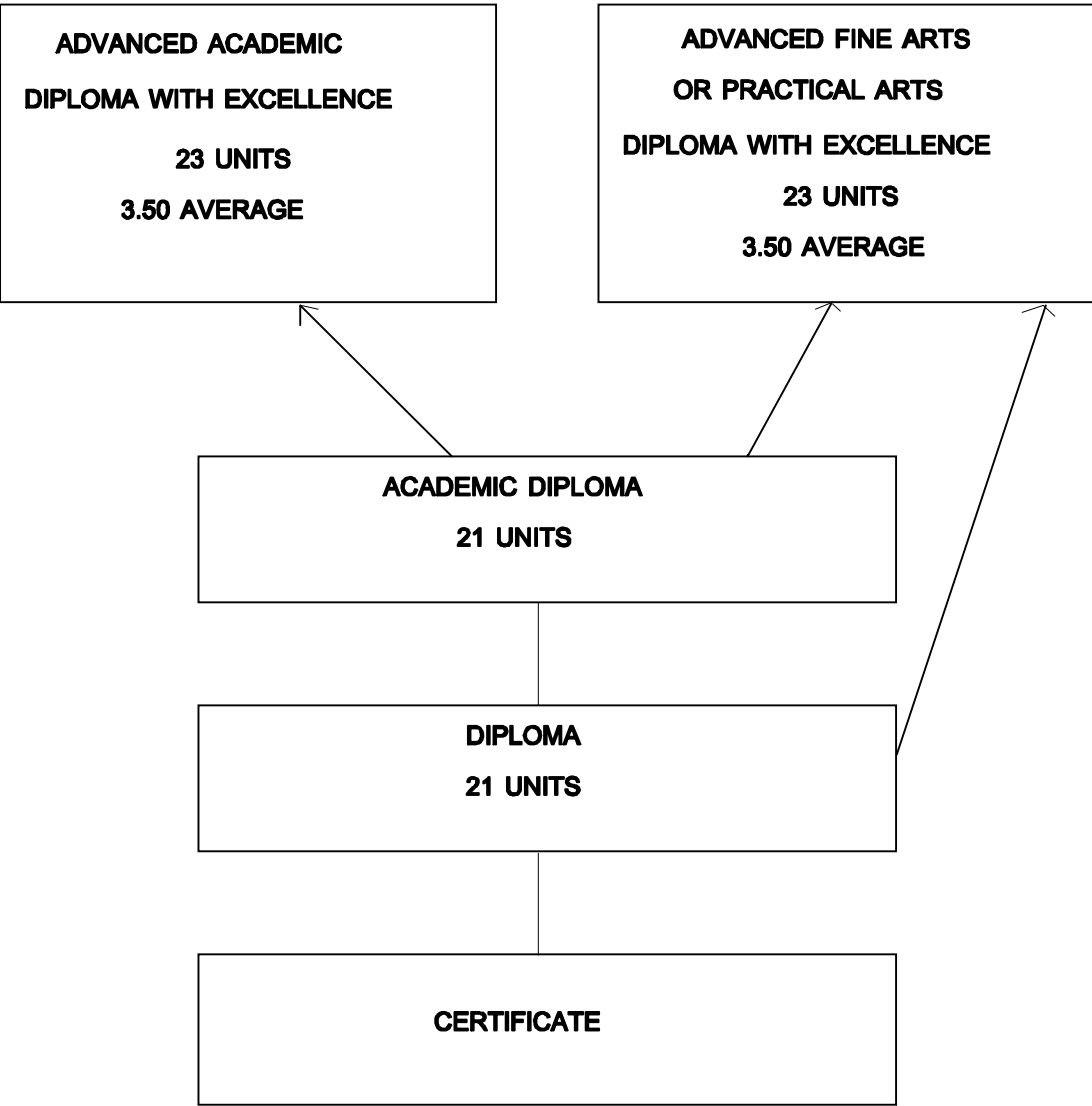 ADVANCED ACADEMIC
DIPLOMA WITH EXCELLENCE
23 UNITS
3.50 AVERAGE
ADVANCED FINE ARTS
OR PRACTICAL ARTS
DIPLOMA WITH EXCELLENCE
23 UNITS
3.50 AVERAGE
ACADEMIC DIPLOMA
21 UNITS
DIPLOMA
21 UNITS
CERTIFICATE